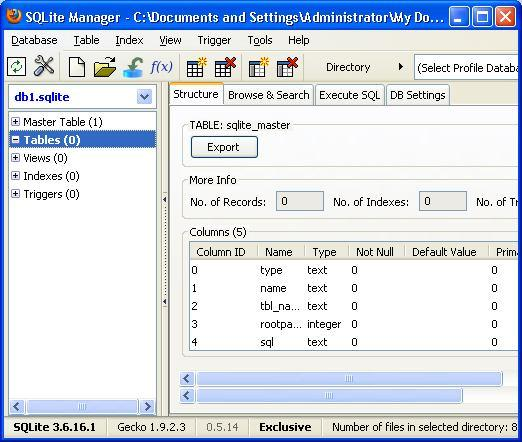 SQLite Manager - C:\Documents and Settings\Administrator\My Do...
Database Table Index View Trigger Tools Help
f(x) Directory (Select Profile Databa
db1.sqlite
Master Table (1)
Tables (0)
Views (0)
Indexes (0)
Triggers (0)
Structure Browse & Search Execute SQL DB Settings
TABLE: sqlite_master
Export
More Info
No. of Records: 0 No. of Indexes: 0 No. of Tr
Columns (5)
Column ID Name Type Not Null Default Value Prima
0 type text 0 0
1 name text 0 0
2 tbl_na... text 0 0
3 rootpa... integer 0 0
4 sql text 0 0
SQLite 3.6.16.1 Gecko 1.9.2.3 0.5.14 Exclusive Number of files in selected directory: 8